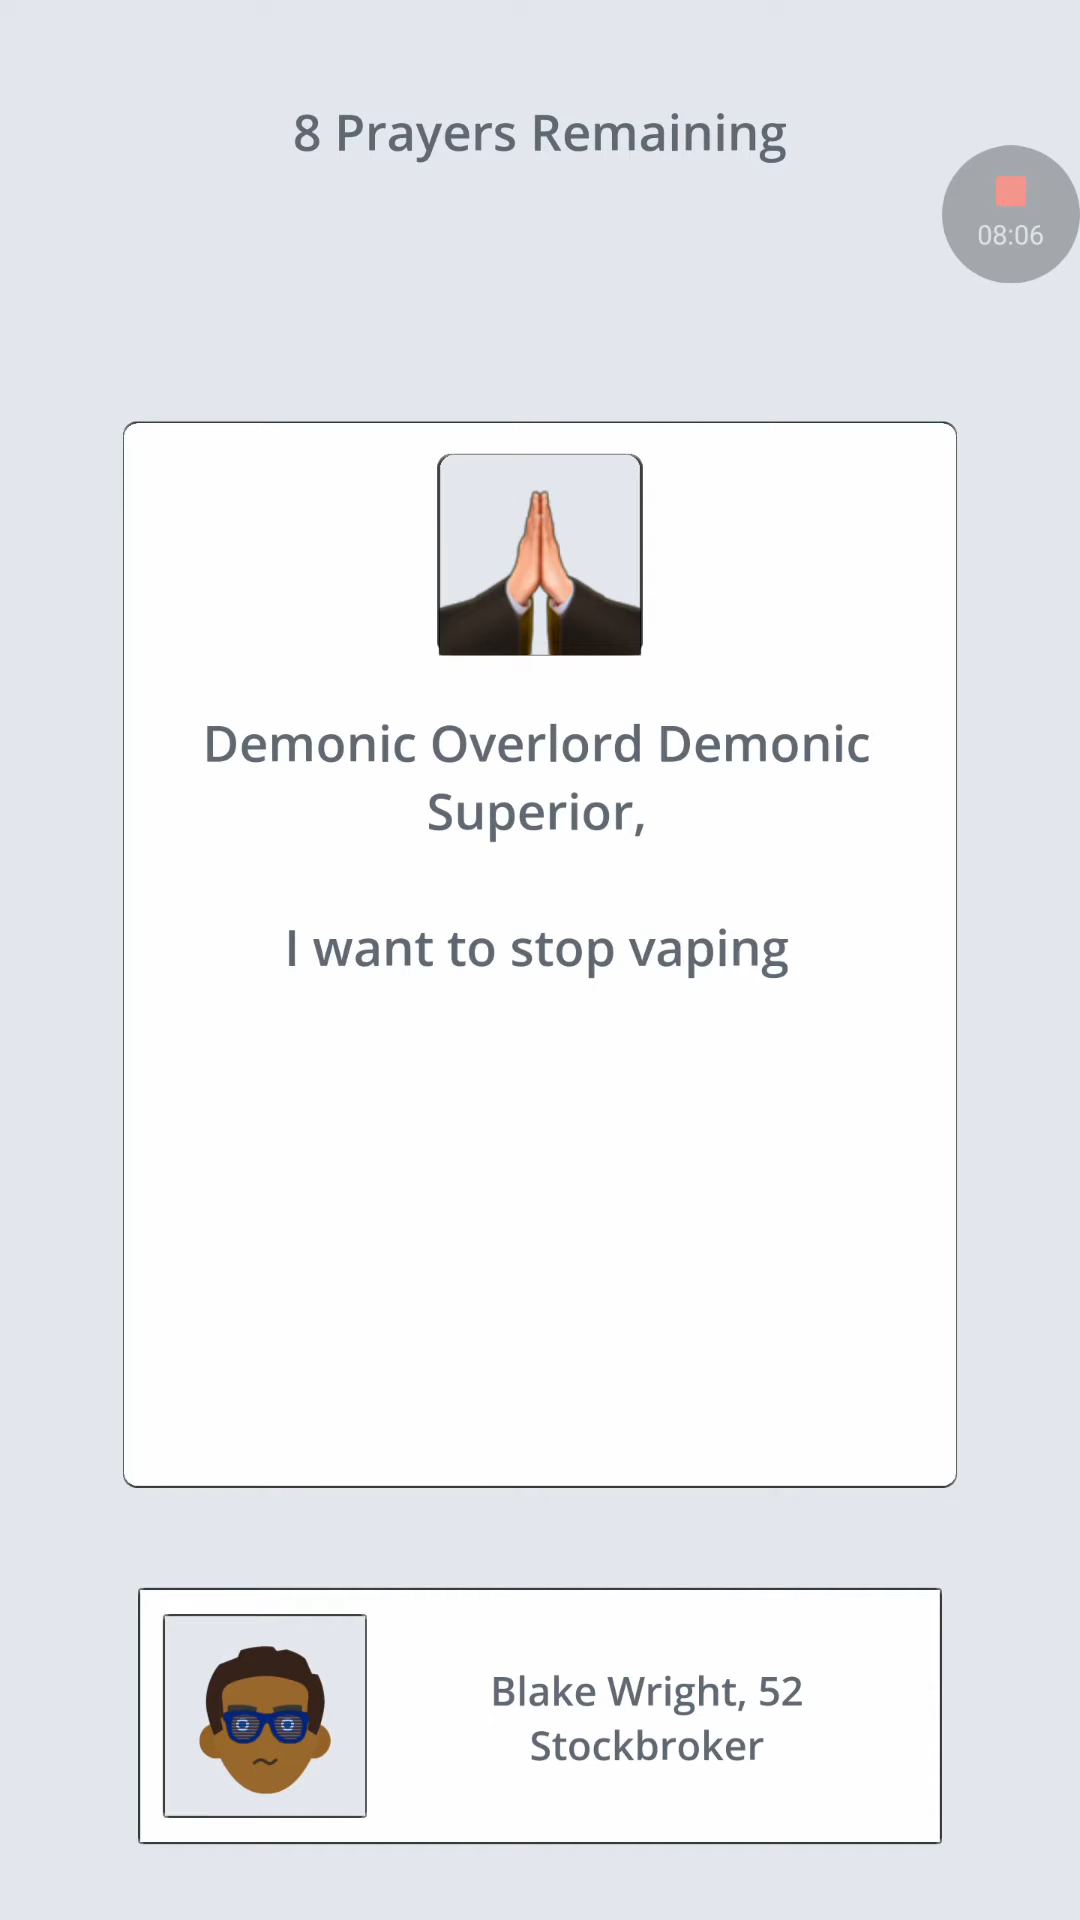 8 Prayers Remaining
08:06
Demonic Overlord Demonic
Superior,
I want to stop vaping
Blake Wright, 52
Stockbroker